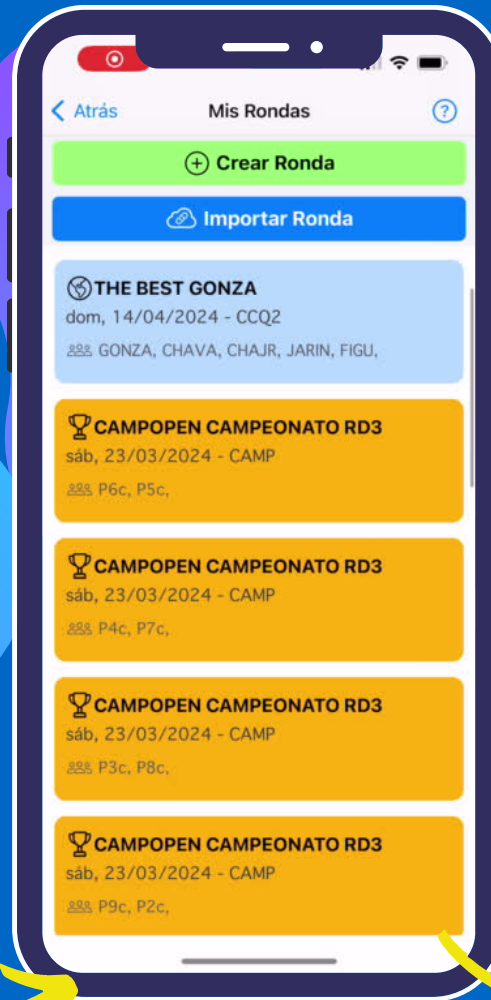 Atrás
Mis Rondas
?
Crear Ronda
Importar Ronda
THE BEST GONZA
dom, 14/04/2024 - CCQ2
GONZA, CHAVA, CHAJR, JARIN, FIGU,
CAMPOPEN CAMPEONATO RD3
sáb, 23/03/2024 - CAMP
P6c, P5c,
CAMPOPEN CAMPEONATO RD3
sáb, 23/03/2024 - CAMP
P4c, P7c,
CAMPOPEN CAMPEONATO RD3
sáb, 23/03/2024 - CAMP
P3c, P8c,
CAMPOPEN CAMPEONATO RD3
sáb, 23/03/2024 - CAMP
P9c, P2c,